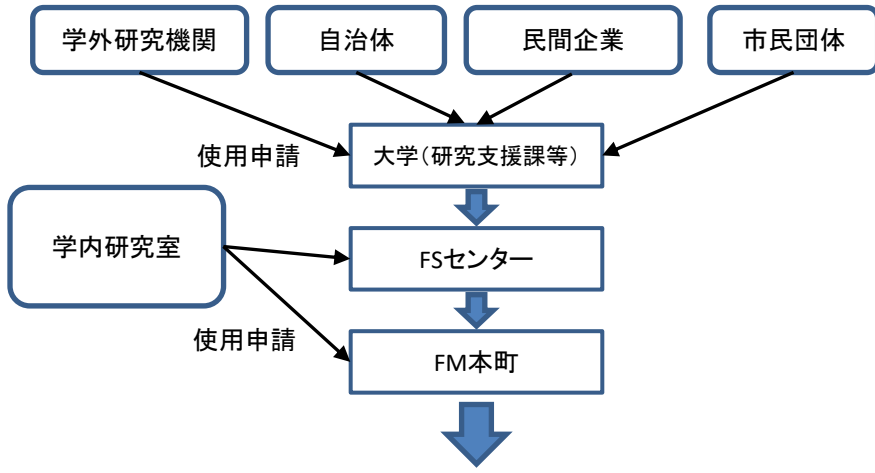 学外研究機関
自治体
民間企業
市民団体
使用申請
大学(研究支援課等)
学内研究室
FSセンター
使用申請
FM本町